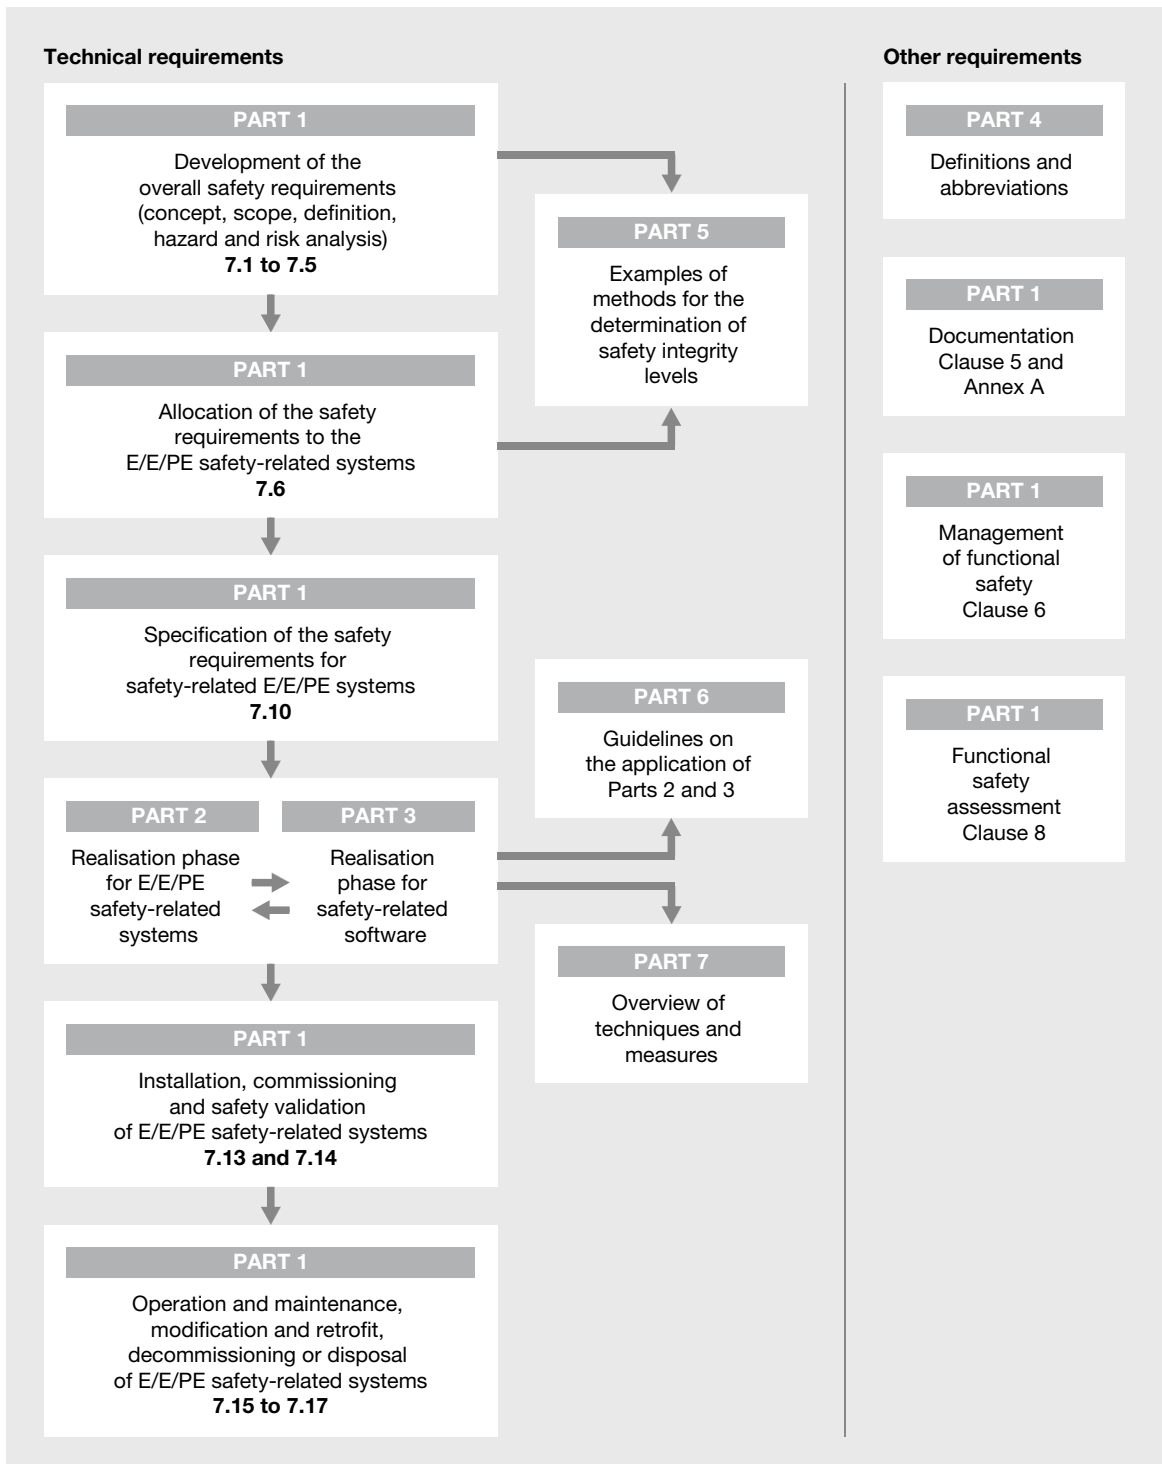 Technical requirements
PART 1
Development of the
overall safety requirements
(concept, scope, definition,
hazard and risk analysis)
7.1 to 7.5
PART 1
Allocation of the safety
requirements to the
E/E/PE safety-related systems
7.6
PART 1
Specification of the safety
requirements for
safety-related E/E/PE systems
7.10
PART 2
Realisation phase
for E/E/PE
safety-related
systems
PART 3
Realisation
phase for
safety-related
software
PART 1
Installation, commissioning
and safety validation
of E/E/PE safety-related systems
7.13 and 7.14
PART 1
Operation and maintenance,
modification and retrofit,
decommissioning or disposal
of E/E/PE safety-related systems
7.15 to 7.17
PART 5
Examples of
methods for the
determination of
safety integrity
levels
PART 6
Guidelines on
the application of
Parts 2 and 3
PART 7
Overview of
techniques and
measures
Other requirements
PART 4
Definitions and
abbreviations
PART 1
Documentation
Clause 5 and
Annex A
PART 1
Management
of functional
safety
Clause 6
PART 1
Functional
safety
assessment
Clause 8